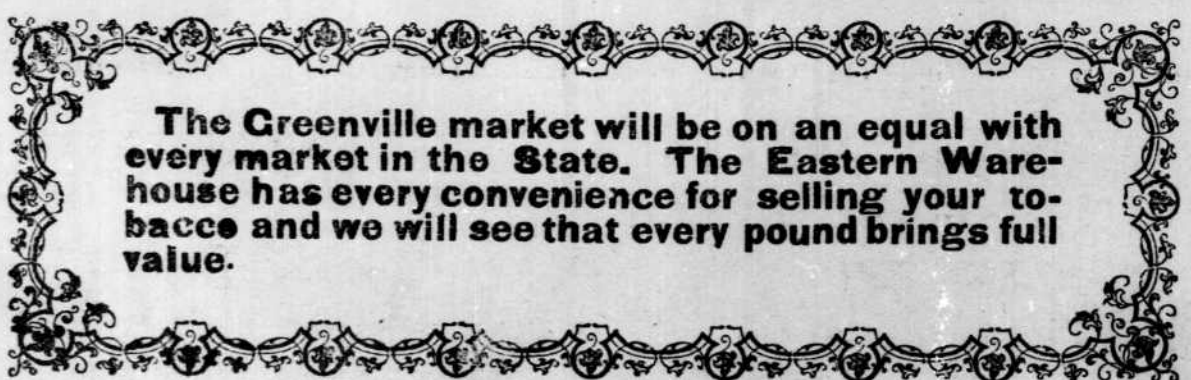 The Greenville market will be on an equal with
every market in the State. The Eastern Ware-
house has every convenience for selling your to-
bacco and we will see that every pound brings full
value.